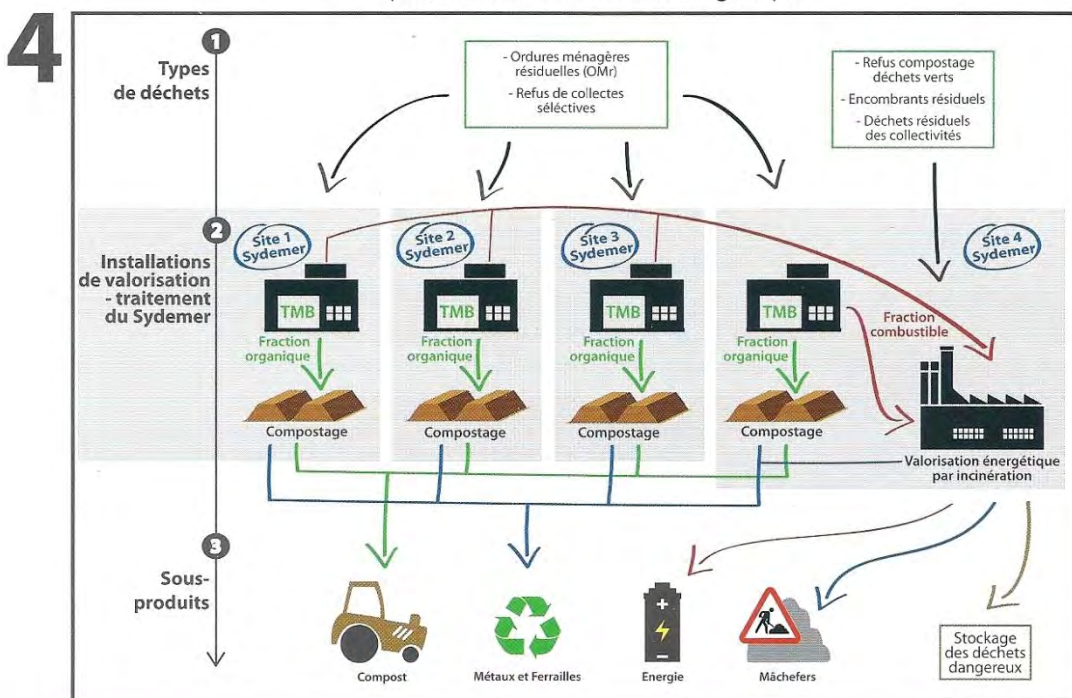 4
1
Types
de déchets
- Ordures ménagères
résiduelles (OMr)
- Refus de collectes
séléctives
- Refus compostage
déchets verts
- Encombrants résiduels
- Déchets résiduels
des collectivités
2
Installations
de valorisation
- traitement
du Sydemer
Site 1
Sydemer
Site 2
Sydemer
Site 3
Sydemer
Site 4
Sydemer
TMB
TMB
TMB
TMB
Fraction
organique
Fraction
organique
Fraction
organique
Fraction
organique
Fraction
combustible
Compostage
Compostage
Compostage
Compostage
Valorisation énergétique
par incinération
3
Sous-
produits
Compost
Métaux et Ferrailles
Energie
Mâchefers
Stockage
des déchets
dangereux